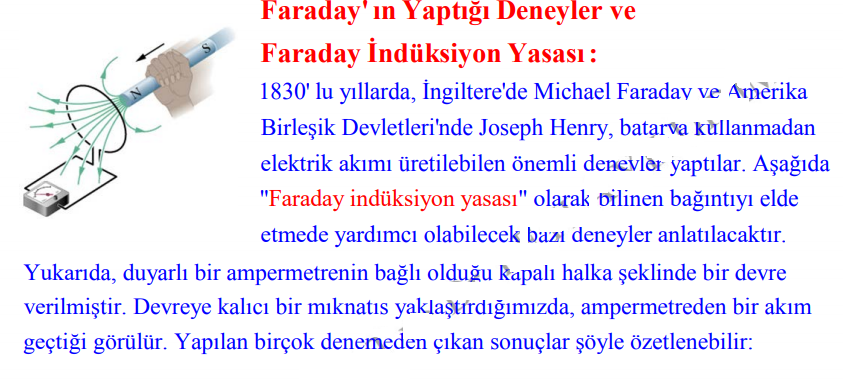 Faraday'ın Yaptığı Deneyler ve
Faraday İndüksiyon Yasası :
1830' lu yıllarda, İngiltere'de Michael Faraday ve Amerika
Birleşik Devletleri'nde Joseph Henry, batarya kullanmadan
elektrik akımı üretilebilen önemli deneyler yaptılar. Aşağıda
"Faraday indüksiyon yasası" olarak bilinen bağıntıyı elde
etmede yardımcı olabilecek bazı deneyler anlatılacaktır.
Yukarıda, duyarlı bir ampermetrenin bağlı olduğu kapalı halka şeklinde bir devre
verilmiştir. Devreye kalıcı bir mıknatıs yaklaştırdığımızda, ampermetreden bir akım
geçtiği görülür. Yapılan birçok denemeden çıkan sonuçlar şöyle özetlenebilir:
S
N